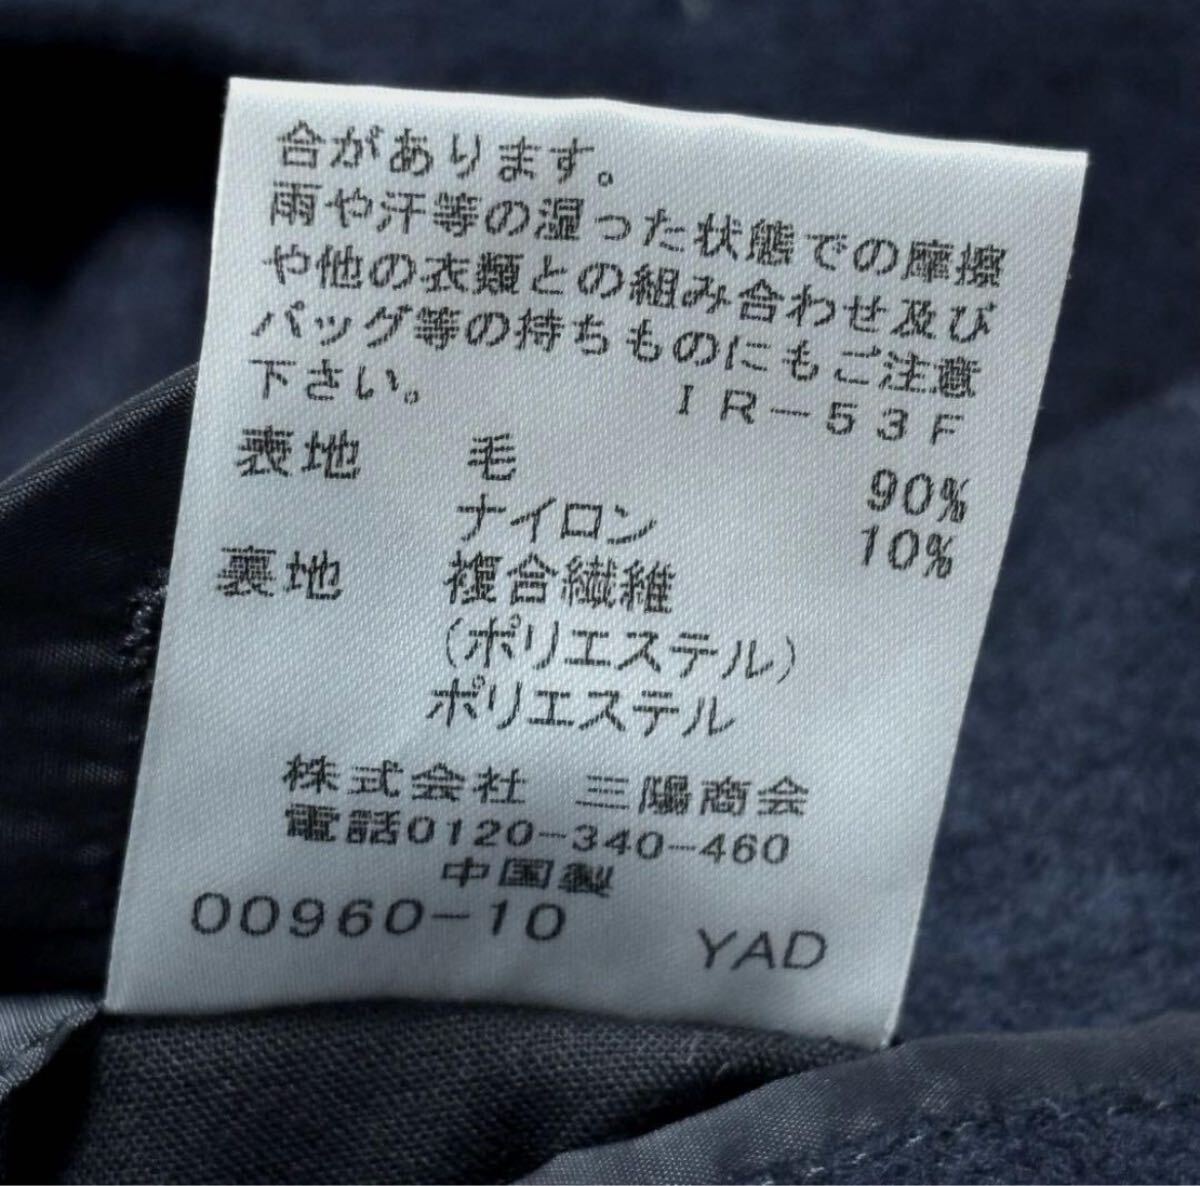 合があります。
雨や汗等の湿った状態での摩擦
や他の衣類との組み合わせ及び
バッグ等の持ちものにもご注意
下さい。 IR-53F
表地 毛 90%
ナイロン 10%
裏地 複合繊維
(ポリエステル)
ポリエステル
株式会社 三陽商会
電話0120-340-460
中国製
00960-10 YAD